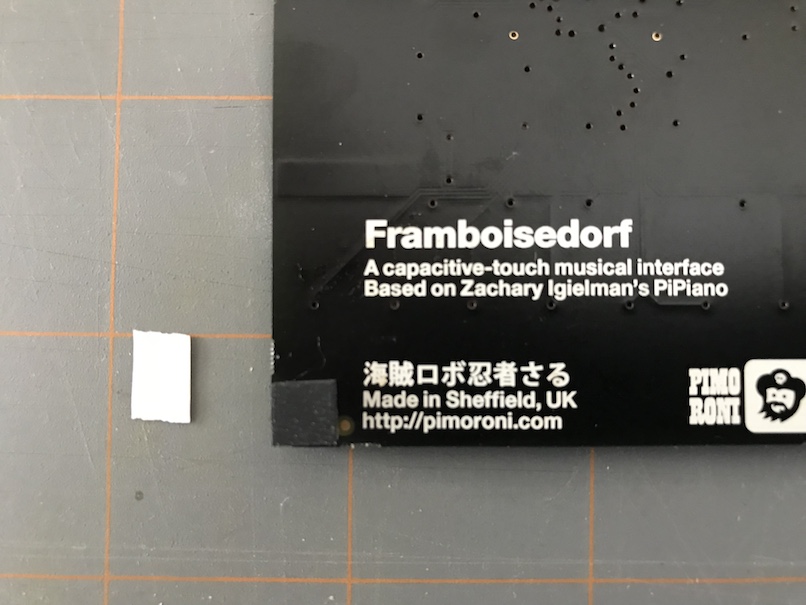 Framboisedorf
A capacitive-touch musical interface
Based on Zachary Igielman's PiPiano
海賊ロボ忍者さる
Made in Sheffield, UK
http://pimoroni.com
PIMO
RONI